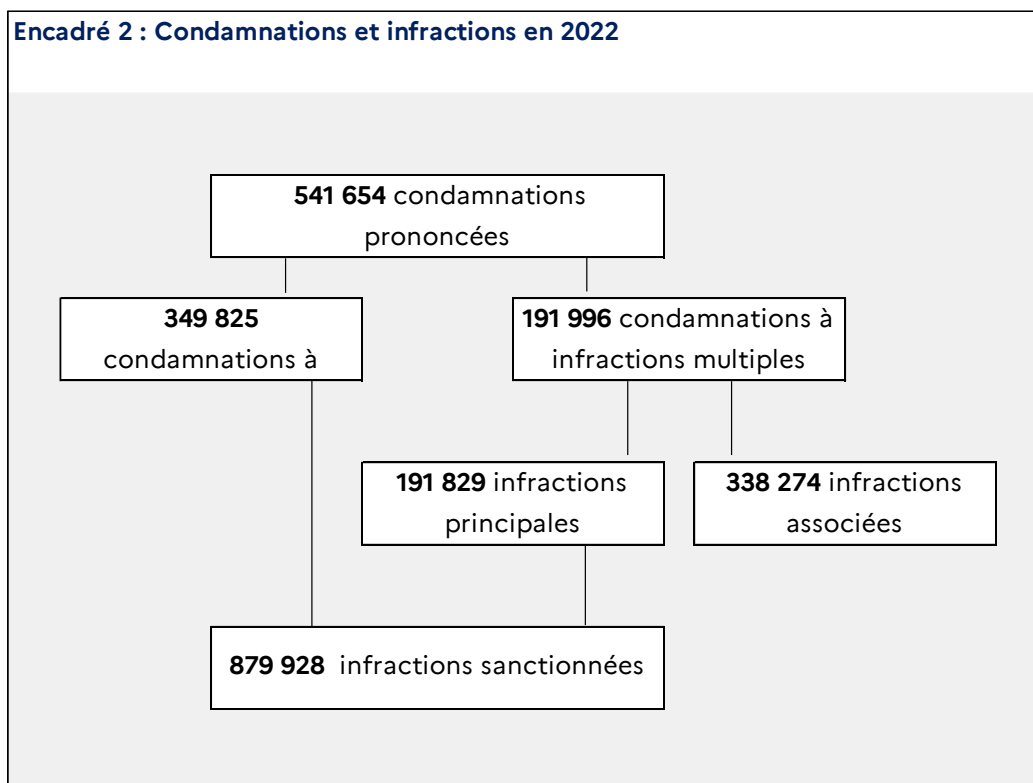 Encadré 2 : Condamnations et infractions en 2022
541 654 condamnations
prononcées
349 825
condamnations à
191 996 condamnations à
infractions multiples
191 829 infractions
principales
338 274 infractions
associées
879 928 infractions sanctionnées